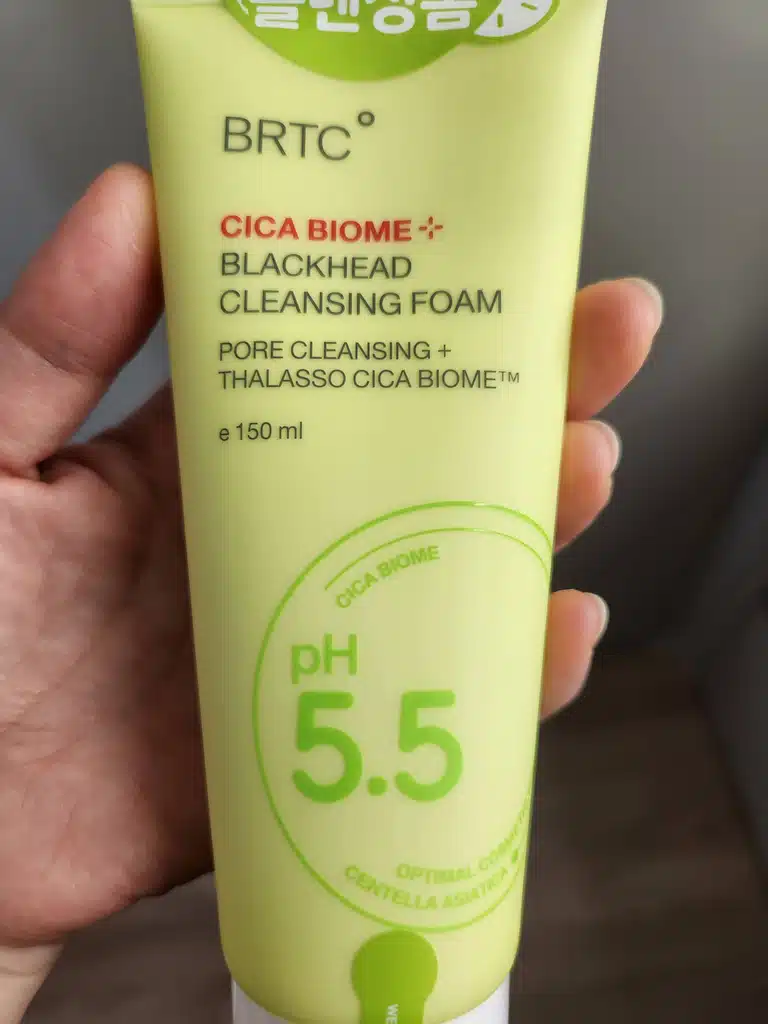 BRTC°
CICA BIOME +
BLACKHEAD
CLEANSING FOAM
PORE CLEANSING +
THALASSO CICA BIOME™
e 150 ml
CICA BIOME
pH
5.5
OPTIMAL
CENTELLA ASIATICA